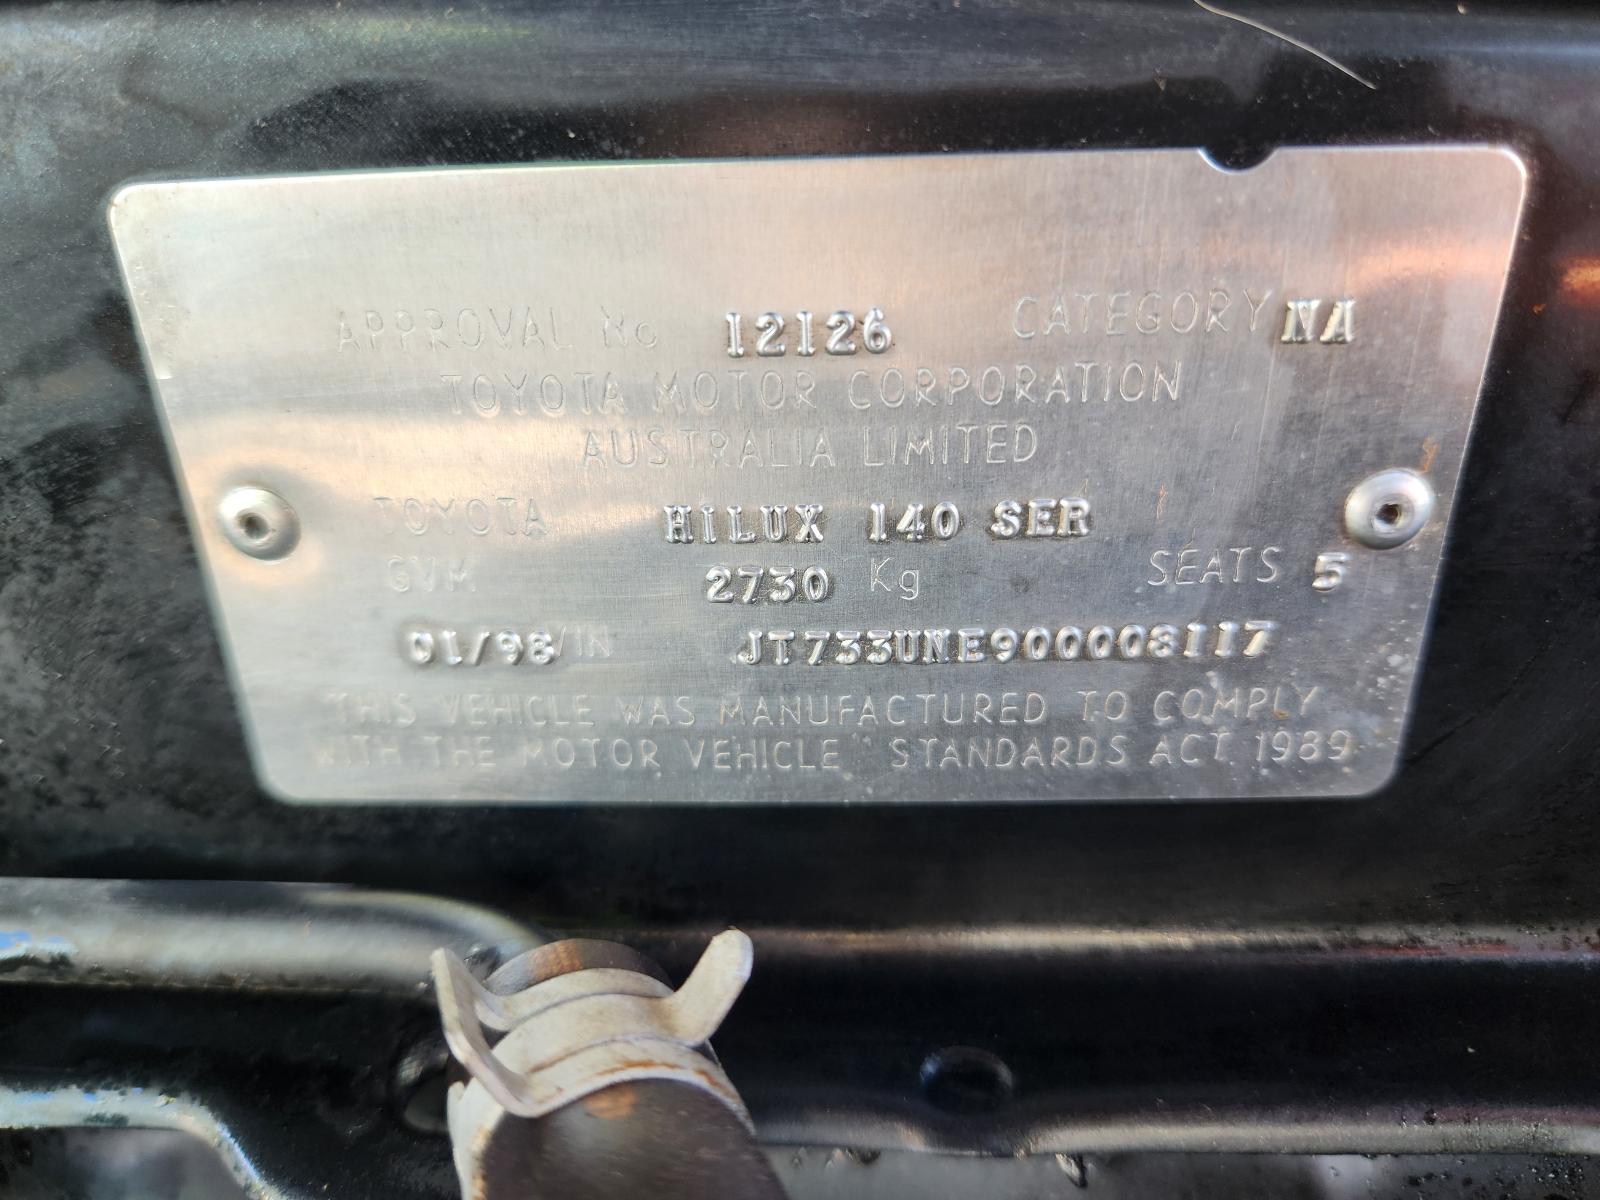 APPROVAL No 12126 CATEGORY NA
TOYOTA MOTOR CORPORATION
AUSTRALIA LIMITED
TOYOTA HILUX 140 SER
GVM 2730 Kg SEATS 5
01/98 VIN JT733UNE900008117
THIS VEHICLE WAS MANUFACTURED TO COMPLY
WITH THE MOTOR VEHICLE STANDARDS ACT 1989